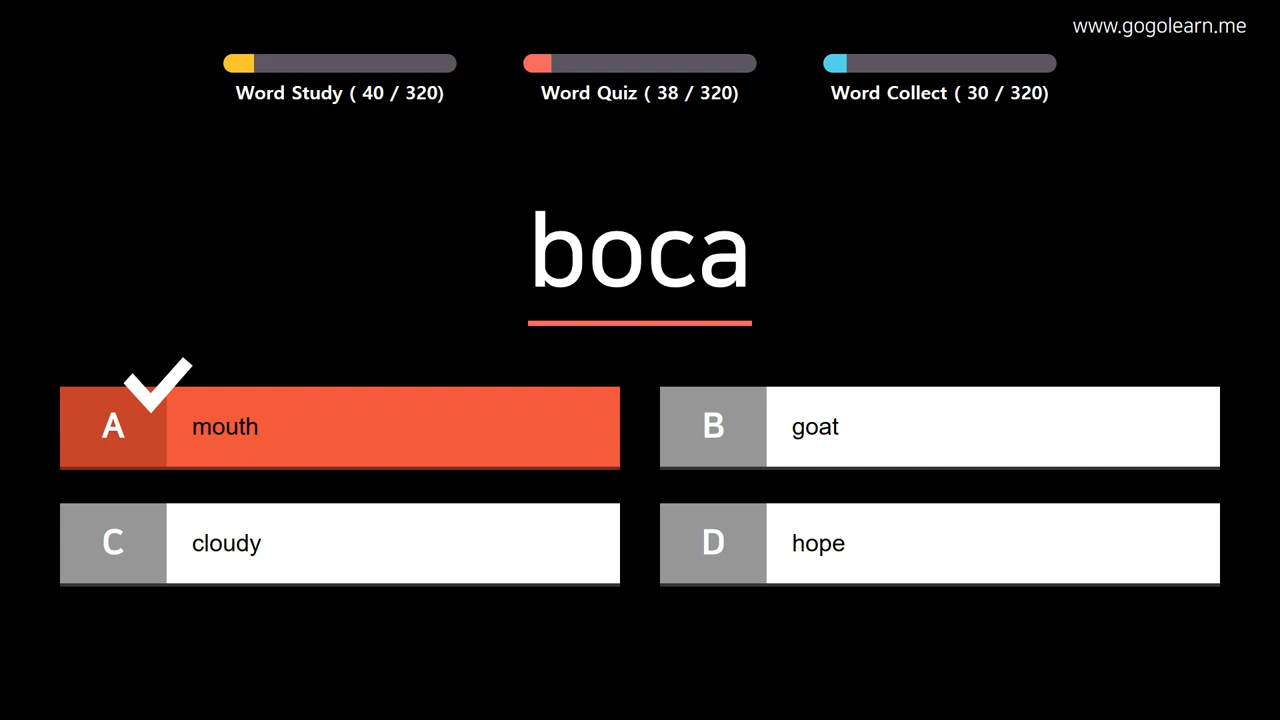 www.gogolearn.me
Word Study ( 40 / 320)
Word Quiz ( 38 / 320)
Word Collect ( 30 / 320)
boca
A mouth
B goat
C cloudy
D hope